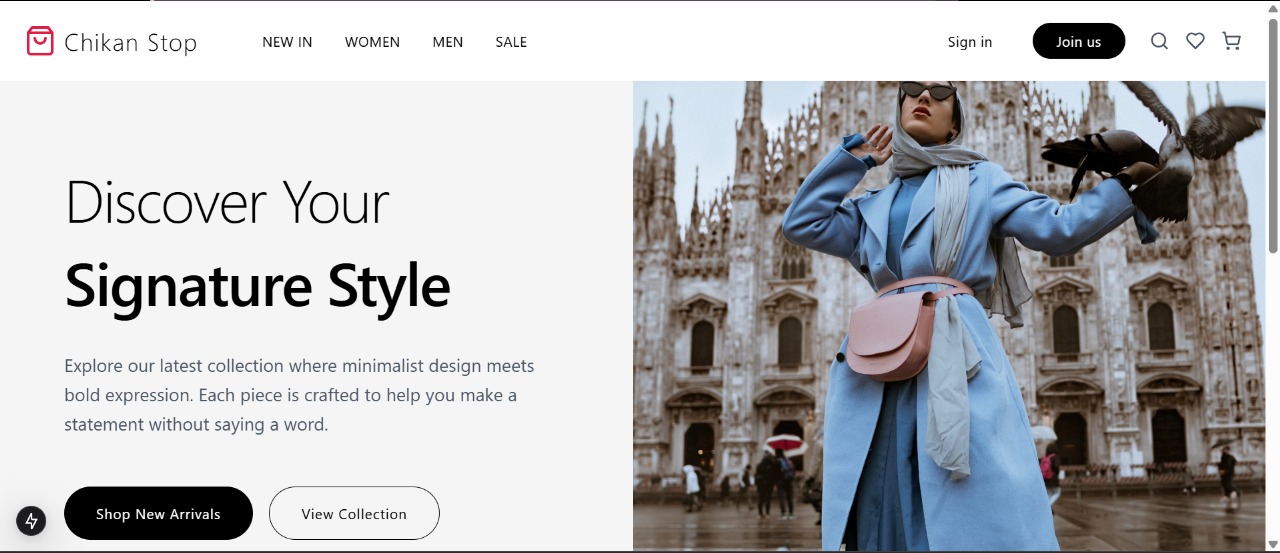 Chikan Stop
NEW IN
WOMEN
MEN
SALE
Sign in
Join us
Discover Your
Signature Style
Explore our latest collection where minimalist design meets
bold expression. Each piece is crafted to help you make a
statement without saying a word.
Shop New Arrivals
View Collection